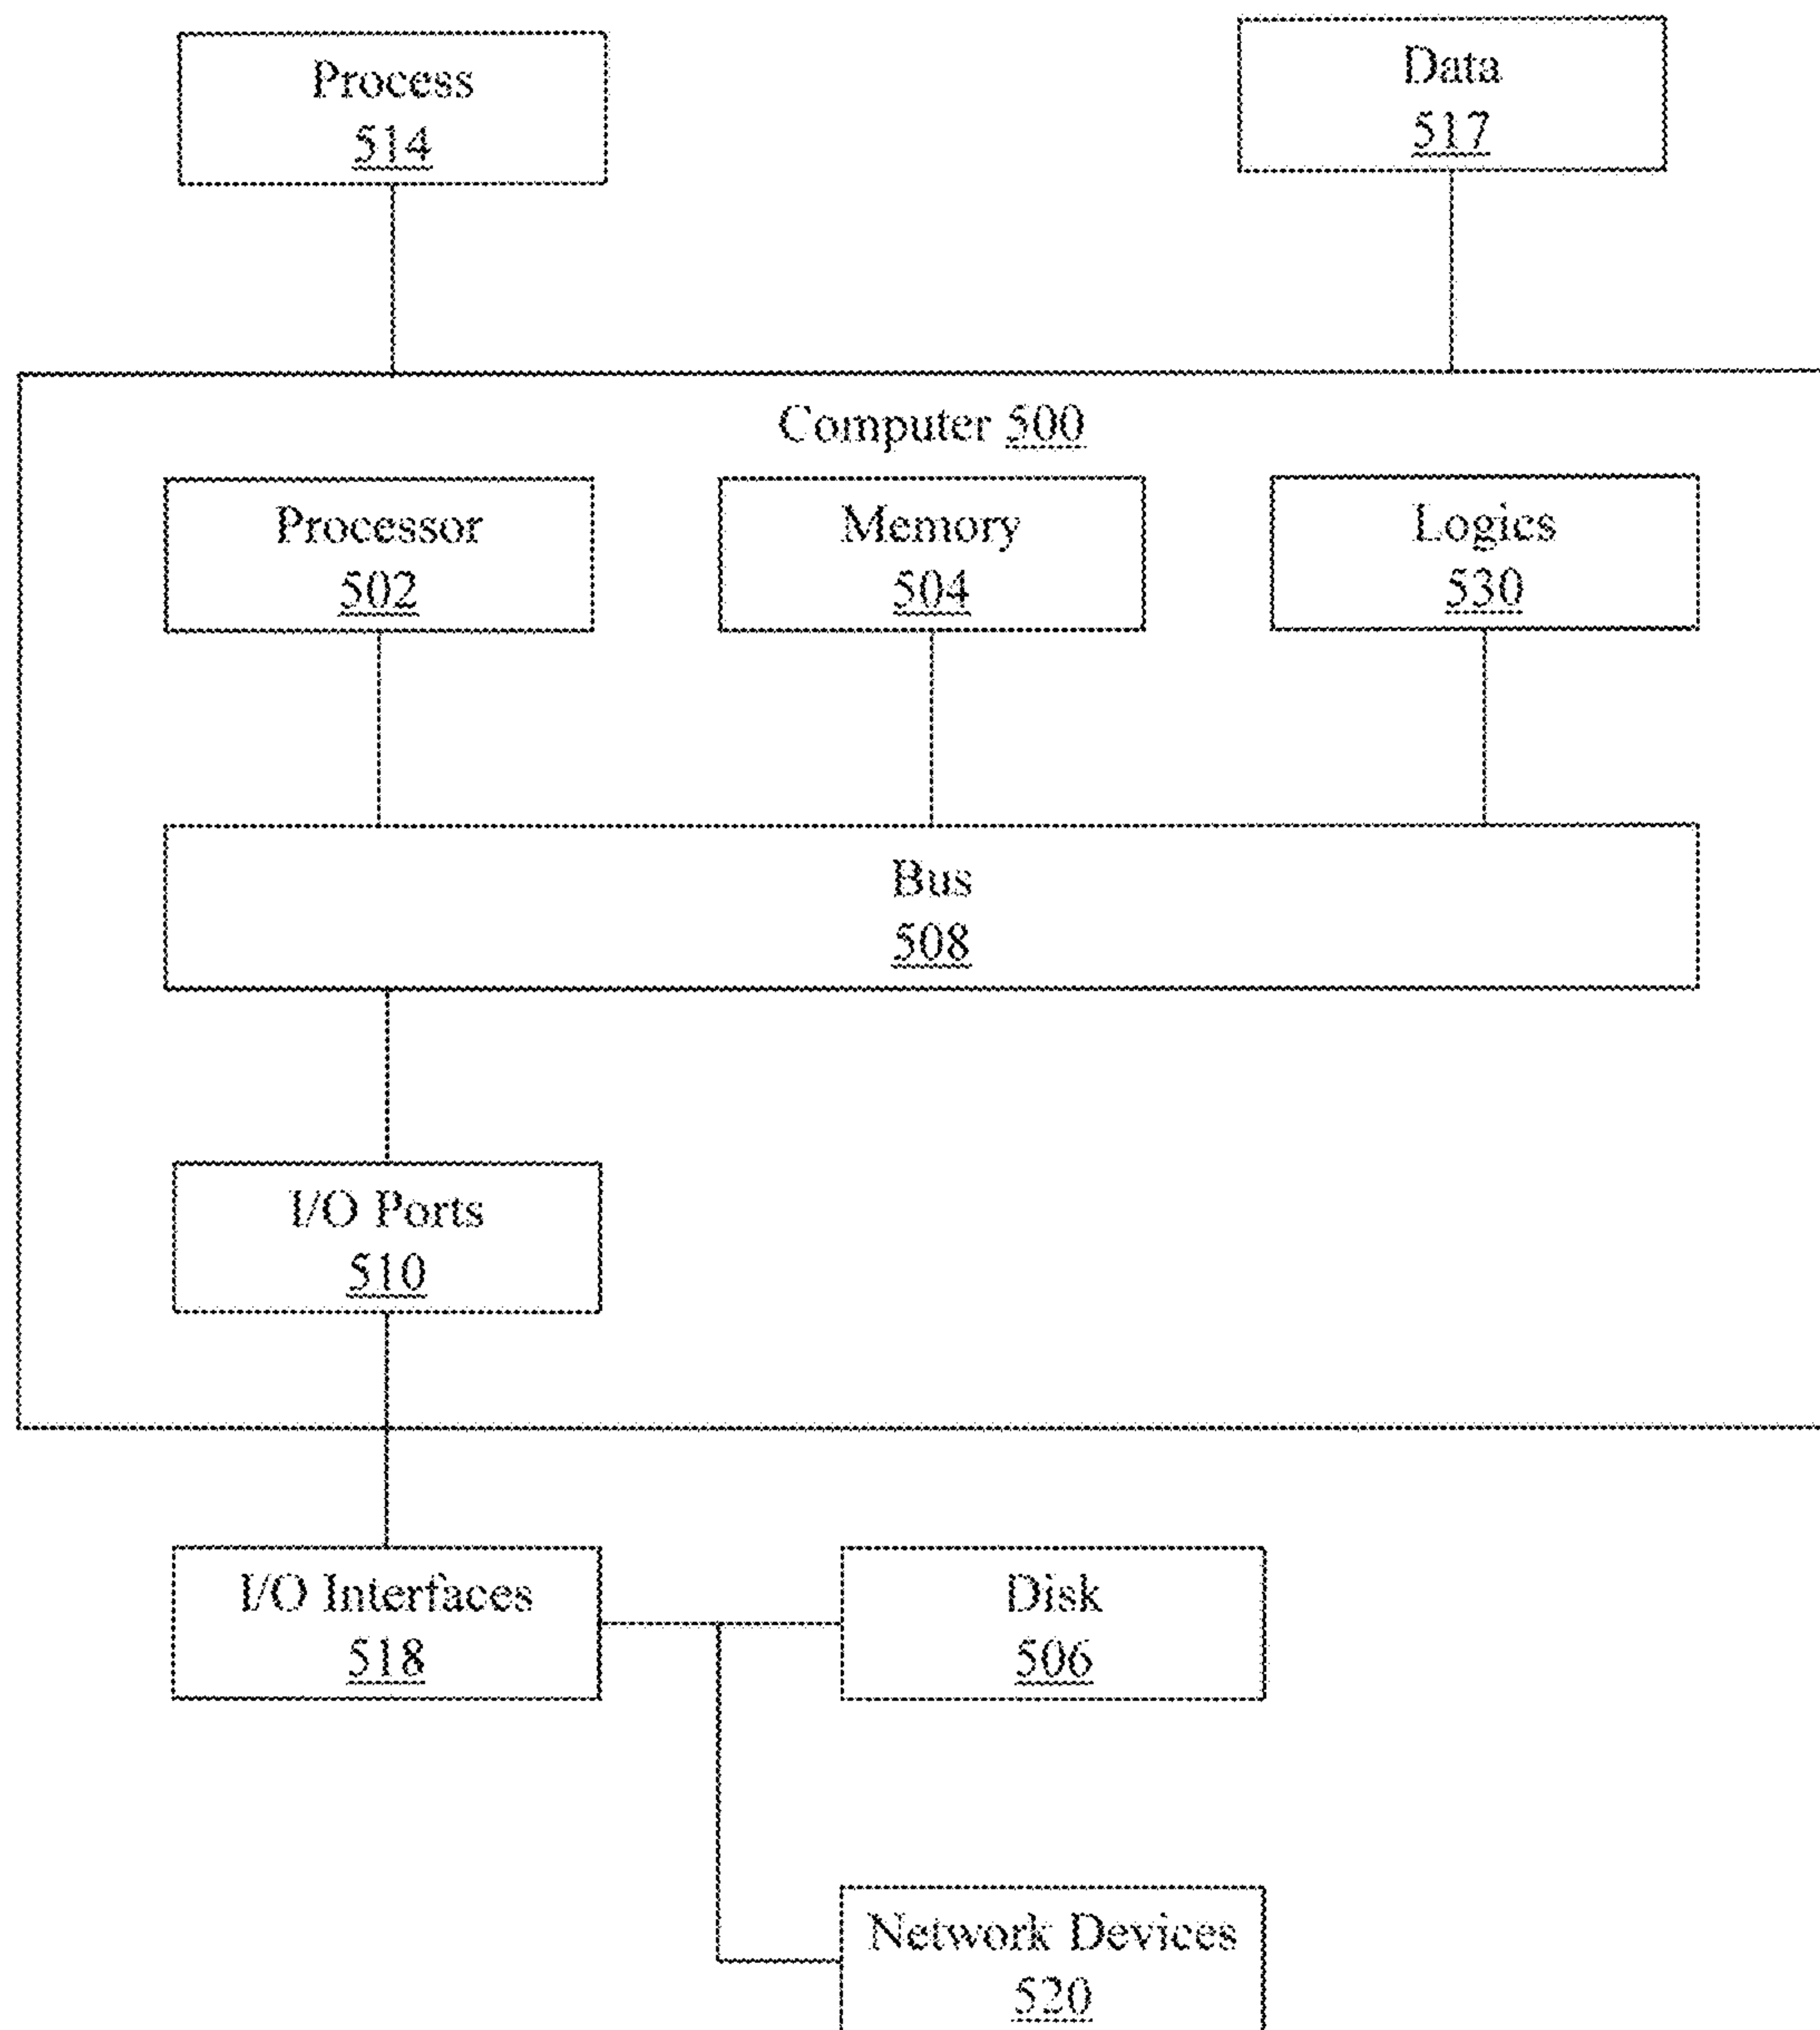 Process
514
Data
517
Computer 500
Processor
502
Memory
504
Logics
530
Bus
508
I/O Ports
510
I/O Interfaces
518
Disk
506
Network Devices
520